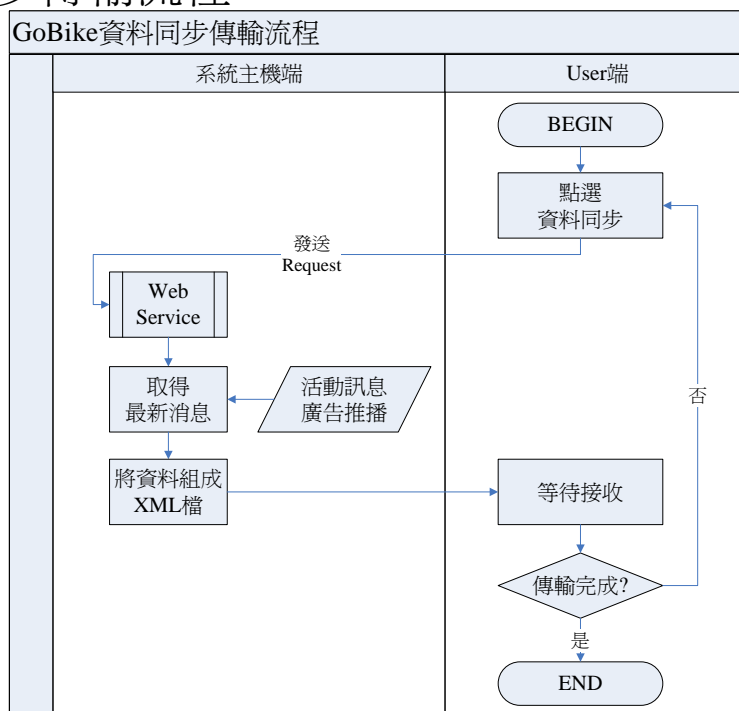 GoBike資料同步傳輸流程
系統主機端
User端
BEGIN
點選
資料同步
發送
Request
Web
Service
取得
最新消息
活動訊息
廣告推播
否
將資料組成
XML檔
等待接收
傳輸完成?
是
END